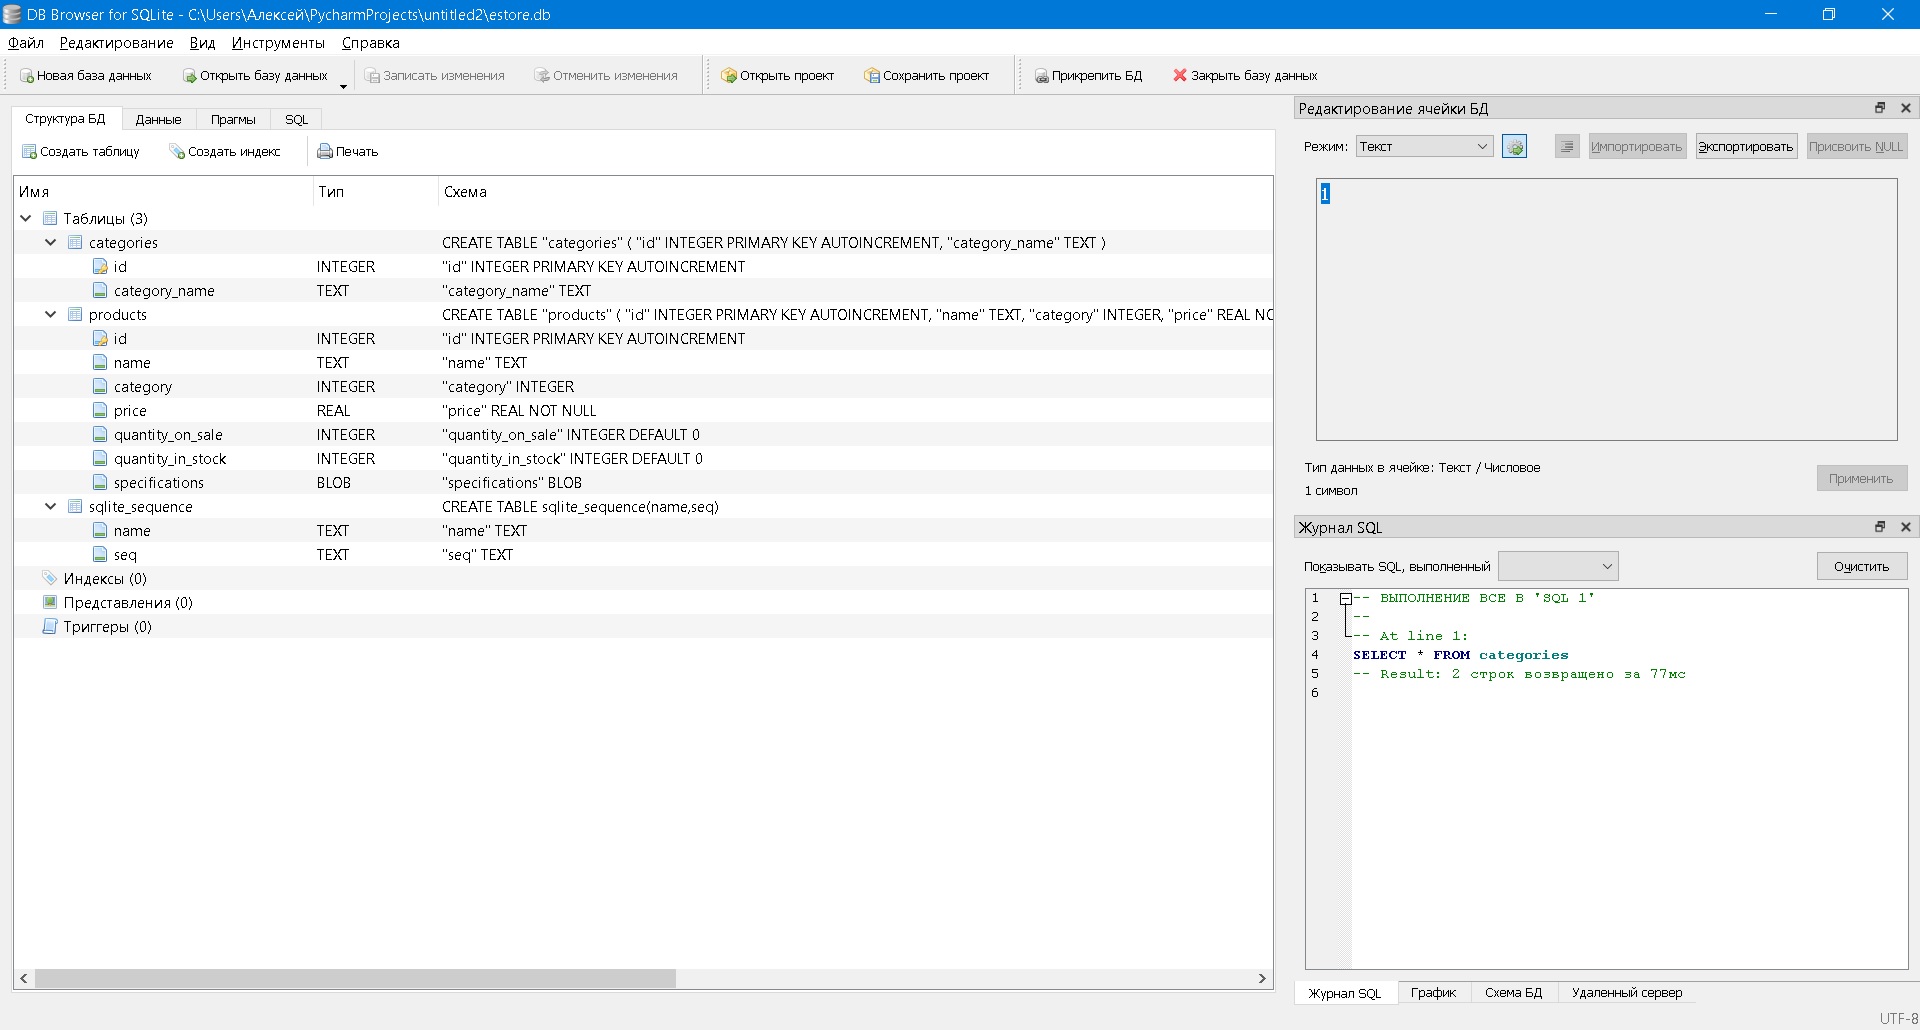 DB Browser for SQLite - C:\Users\Алексей\PycharmProjects\untitled2\estore.db
Файл Редактирование Вид Инструменты Справка
Новая база данных Открыть базу данных Записать изменения Отменить изменения Открыть проект Сохранить проект Прикрепить БД Закрыть базу данных
Структура БД Данные Прагмы SQL
Создать таблицу Создать индекс Печать
Имя Тип Схема
Таблицы (3)
categories CREATE TABLE "categories" ( "id" INTEGER PRIMARY KEY AUTOINCREMENT, "category_name" TEXT )
id INTEGER "id" INTEGER PRIMARY KEY AUTOINCREMENT
category_name TEXT "category_name" TEXT
products CREATE TABLE "products" ( "id" INTEGER PRIMARY KEY AUTOINCREMENT, "name" TEXT, "category" INTEGER, "price" REAL NO
id INTEGER "id" INTEGER PRIMARY KEY AUTOINCREMENT
name TEXT "name" TEXT
category INTEGER "category" INTEGER
price REAL "price" REAL NOT NULL
quantity_on_sale INTEGER "quantity_on_sale" INTEGER DEFAULT 0
quantity_in_stock INTEGER "quantity_in_stock" INTEGER DEFAULT 0
specifications BLOB "specifications" BLOB
sqlite_sequence CREATE TABLE sqlite_sequence(name,seq)
name TEXT "name" TEXT
seq TEXT "seq" TEXT
Индексы (0)
Представления (0)
Триггеры (0)
Редактирование ячейки БД
Режим: Текст Импортировать Экспортировать Присвоить NULL
1
Тип данных в ячейке: Текст / Числовое
1 символ
Применить
Журнал SQL
Показывать SQL, выполненный Очистить
1 -- ВЫПОЛНЕНИЕ ВСЕ В 'SQL 1'
2 --
3 -- At line 1:
4 SELECT * FROM categories
5 -- Result: 2 строк возвращено за 77мс
6
Журнал SQL График Схема БД Удаленный сервер
UTF-8